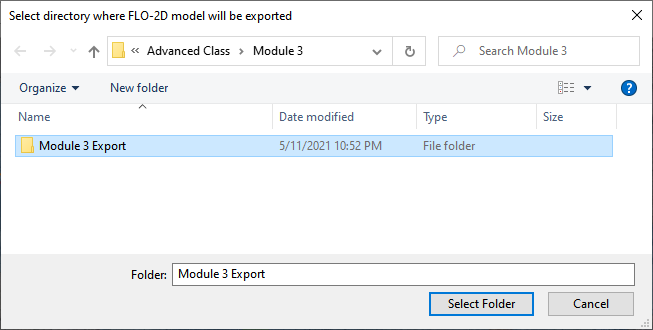 Select directory where FLO-2D model will be exported
« Advanced Class › Module 3
Search Module 3
Organize
New folder
?
Name Date modified Type Size
Module 3 Export 5/11/2021 10:52 PM File folder
Folder: Module 3 Export
Select Folder Cancel